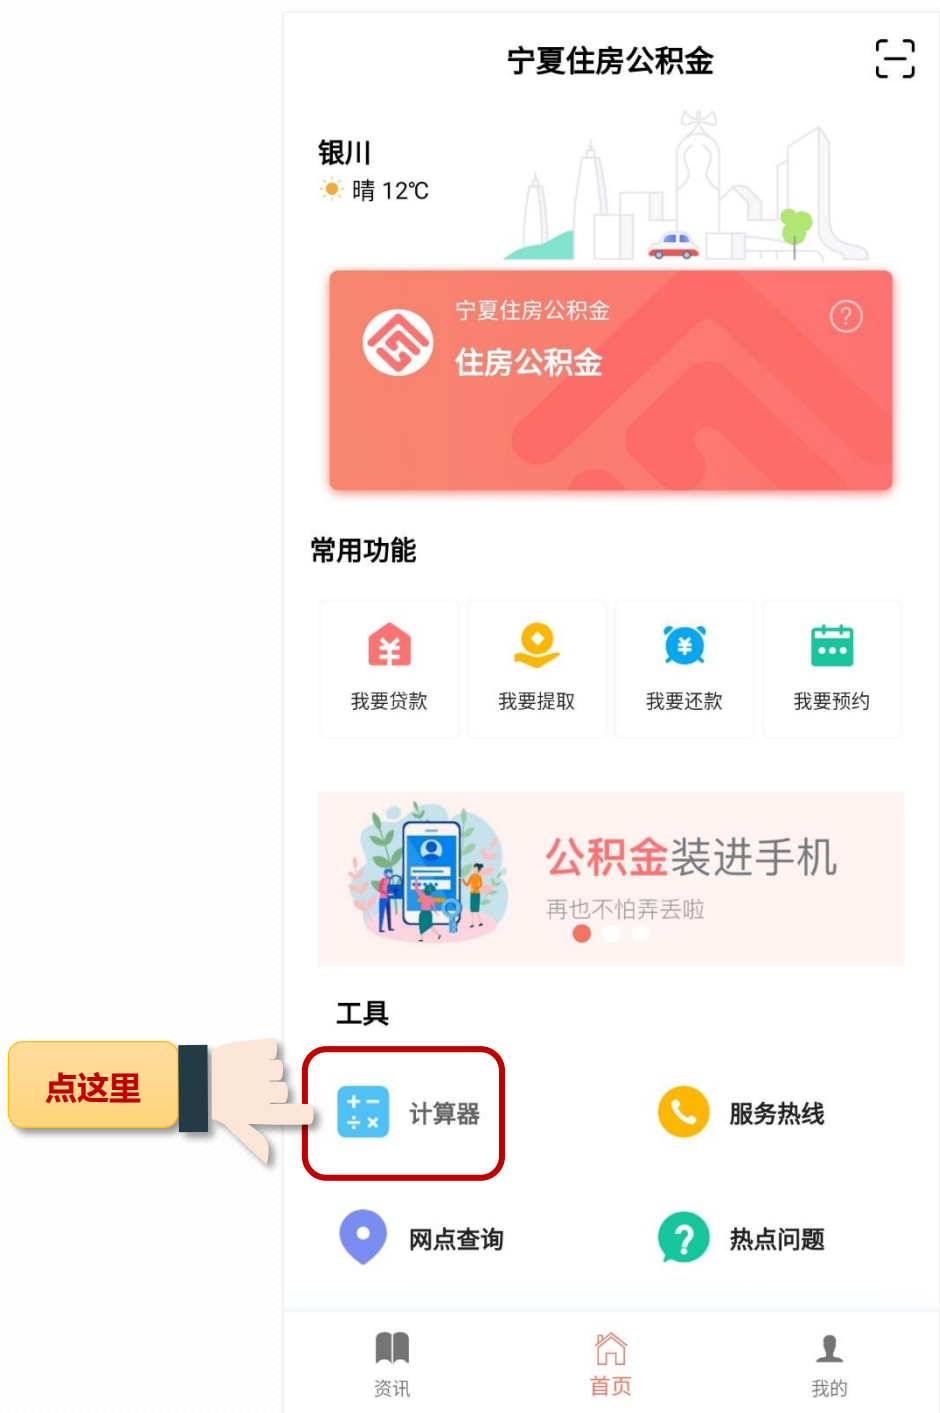 宁夏住房公积金
银川
晴 12℃
宁夏住房公积金
住房公积金
常用功能
我要贷款 我要提取 我要还款 我要预约
公积金装进手机
再也不怕弄丢啦
工具
点这里
计算器 服务热线
网点查询 热点问题
资讯 首页 我的